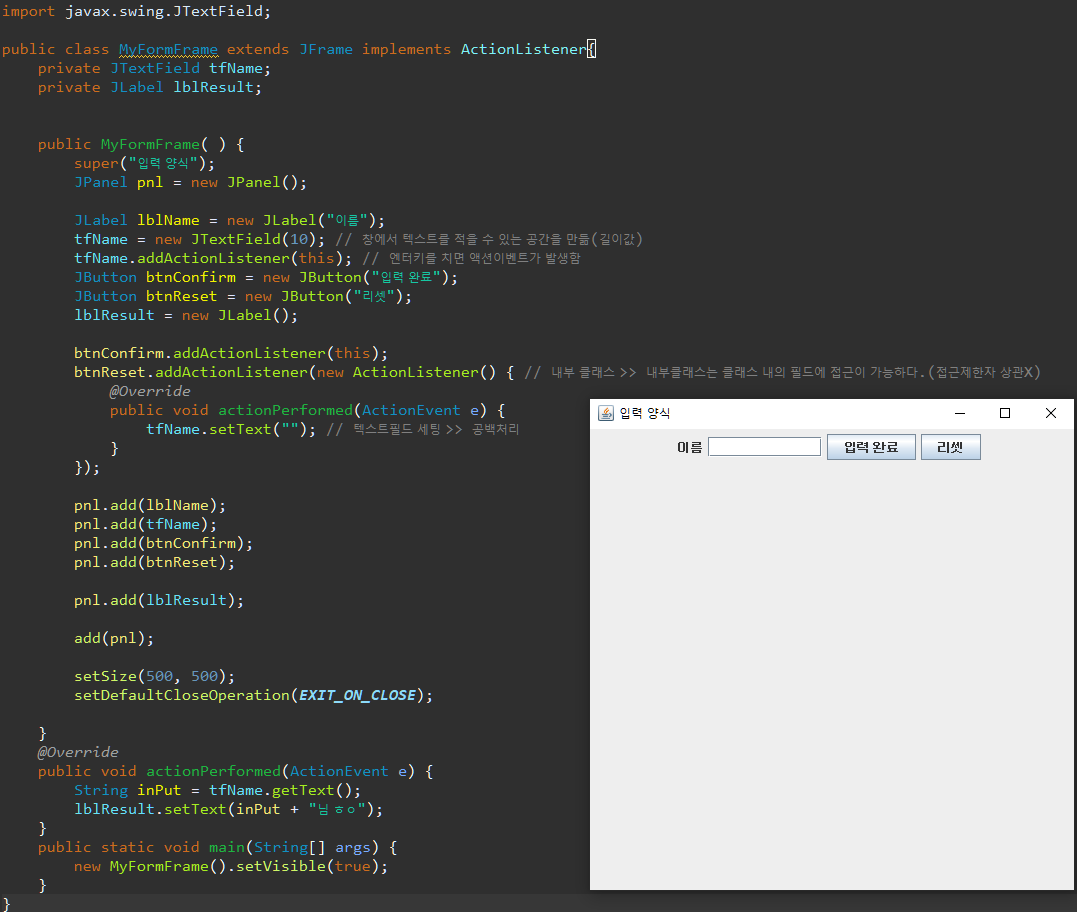 import javax.swing.JTextField;
public class MyFormFrame extends JFrame implements ActionListener{
private JTextField tfName;
private JLabel lblResult;
public MyFormFrame( ) {
super("입력 양식");
JPanel pnl = new JPanel();
JLabel lblName = new JLabel("이름");
tfName = new JTextField(10); // 창에서 텍스트를 적을 수 있는 공간을 만듦(길이값)
tfName.addActionListener(this); // 엔터키를 치면 액션이벤트가 발생함
JButton btnConfirm = new JButton("입력 완료");
JButton btnReset = new JButton("리셋");
lblResult = new JLabel();
btnConfirm.addActionListener(this);
btnReset.addActionListener(new ActionListener() { // 내부 클래스 >> 내부클래스는 클래스 내의 필드에 접근이 가능하다.(접근제한자 상관X)
@Override
public void actionPerformed(ActionEvent e) {
tfName.setText(""); // 텍스트필드 세팅 >> 공백처리
}
});
pnl.add(lblName);
pnl.add(tfName);
pnl.add(btnConfirm);
pnl.add(btnReset);
pnl.add(lblResult);
add(pnl);
setSize(500, 500);
setDefaultCloseOperation(EXIT_ON_CLOSE);
}
@Override
public void actionPerformed(ActionEvent e) {
String inPut = tfName.getText();
lblResult.setText(inPut + "님 ㅎㅇ");
}
public static void main(String[] args) {
new MyFormFrame().setVisible(true);
}
}
입력 양식
이름 입력 완료 리셋